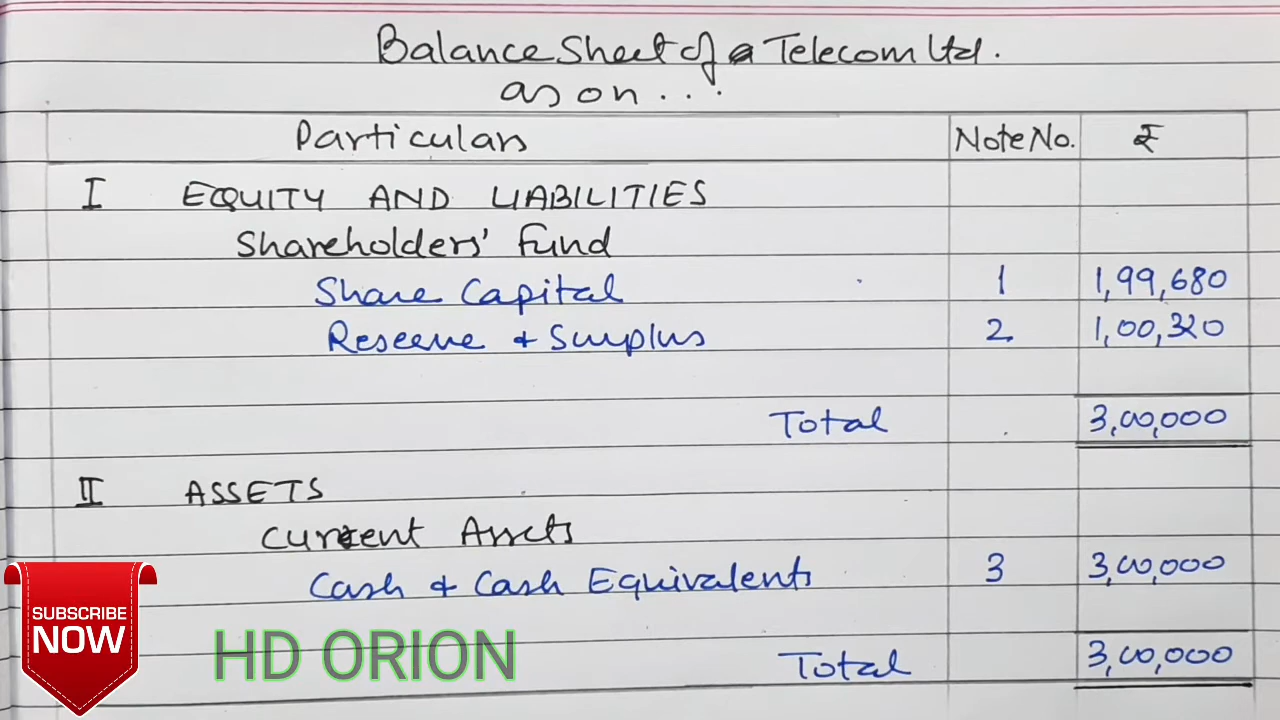 Balance Sheet of a Telecom Ltd.
as on ...
Particulars Note No. ₹
I EQUITY AND LIABILITIES
Shareholders' Fund
Share Capital 1 1,99,680
Reserve & Surplus 2 1,00,320
Total 3,00,000
II ASSETS
Current Assets
Cash & Cash Equivalents 3 3,00,000
Total 3,00,000
SUBSCRIBE
NOW
HD ORION